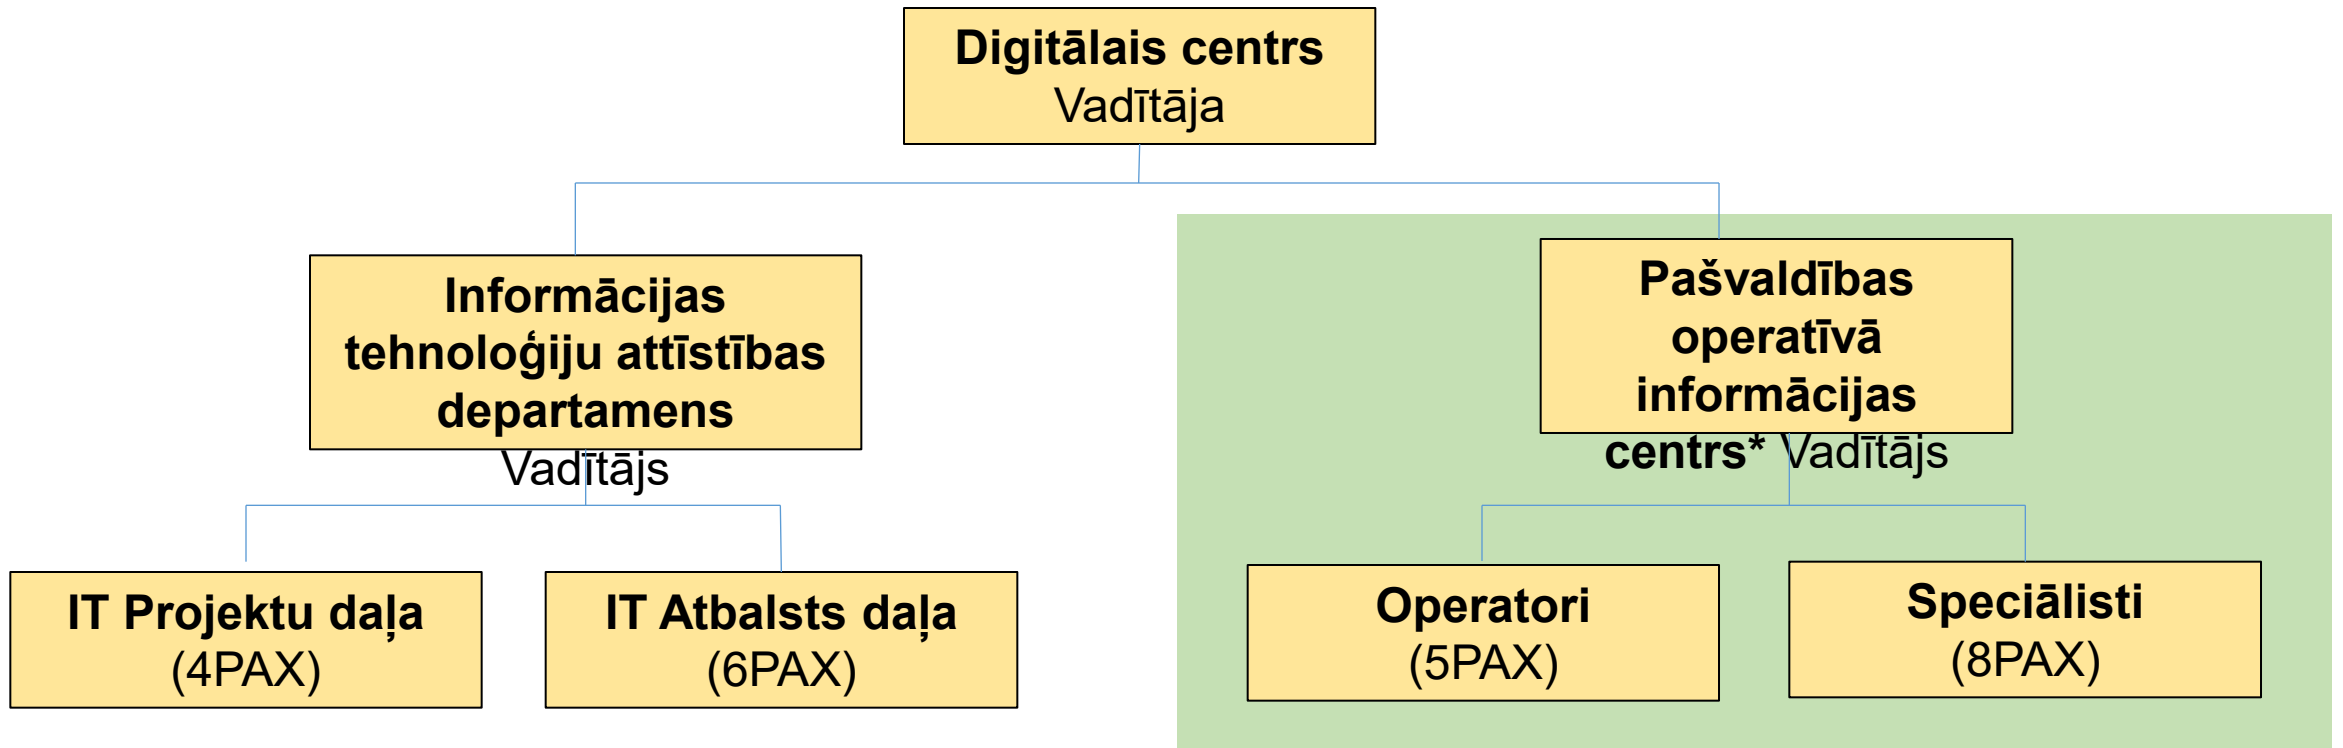 Digitālais centrs
Vadītāja
Informācijas
tehnoloģiju attīstības
departamens
Vadītājs
Pašvaldības
operatīvā
informācijas
centrs* Vadītājs
IT Projektu daļa
(4PAX)
IT Atbalsts daļa
(6PAX)
Operatori
(5PAX)
Speciālisti
(8PAX)